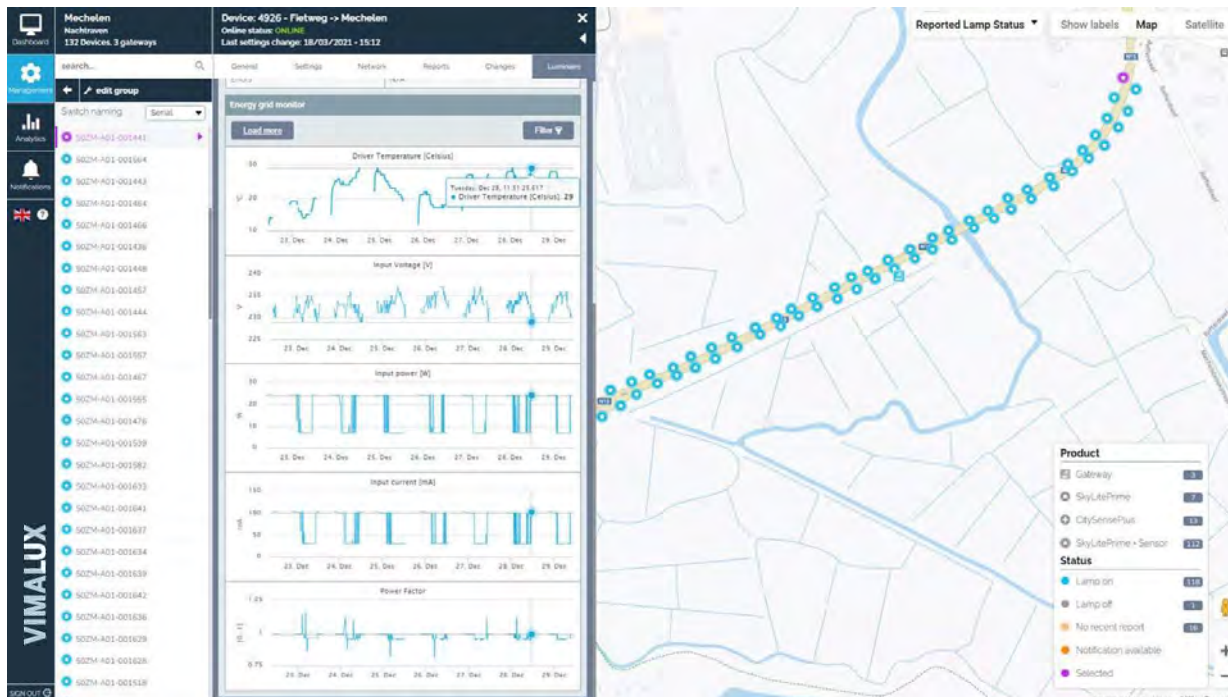 Dashboard
Management
Analytics
Notifications
VIMALUX
SIGN OUT
Mechelen
Nachtraven
132 Devices, 3 gateways
search...
edit group
Switch naming
Serial
S0ZM-A01-001441
S0ZM-A01-001564
S0ZM-A01-001443
S0ZM-A01-001464
S0ZM-A01-001466
S0ZM-A01-001436
S0ZM-A01-001448
S0ZM-A01-001457
S0ZM-A01-001444
S0ZM-A01-001563
S0ZM-A01-001557
S0ZM-A01-001467
S0ZM-A01-001565
S0ZM-A01-001476
S0ZM-A01-001582
S0ZM-A01-001633
S0ZM-A01-001641
S0ZM-A01-001637
S0ZM-A01-001634
S0ZM-A01-001639
S0ZM-A01-001642
S0ZM-A01-001636
S0ZM-A01-001629
S0ZM-A01-001628
S0ZM-A01-001518
Device: 4926 - Fietweg -> Mechelen
Online status: ONLINE
Last settings change: 18/03/2021 - 15:12
General Settings Network Reports Changes Luminaire
Energy grid monitor
Load more
Filter
Driver Temperature [Celsius]
30
20
10
Driver Temperature [Celsius]: 29
23. Dec 24. Dec 25. Dec 26. Dec 27. Dec 28. Dec 29. Dec
Input Voltage [V]
240
235
230
225
V
23. Dec 24. Dec 25. Dec 26. Dec 27. Dec 28. Dec 29. Dec
Input power [W]
30
20
10
0
W
23. Dec 24. Dec 25. Dec 26. Dec 27. Dec 28. Dec 29. Dec
Input current [mA]
150
100
50
0
mA
23. Dec 24. Dec 25. Dec 26. Dec 27. Dec 28. Dec 29. Dec
Power Factor
1.25
1
0.75
[0, 1]
23. Dec 24. Dec 25. Dec 26. Dec 27. Dec 28. Dec 29. Dec
Reported Lamp Status
Show labels Map Satellite
N15
Product
Gateway 3
SkyLitePrime 7
CitySensePlus 13
SkyLitePrime + Sensor 112
Status
Lamp on 118
Lamp off 1
No recent report 16
Notification available
Selected